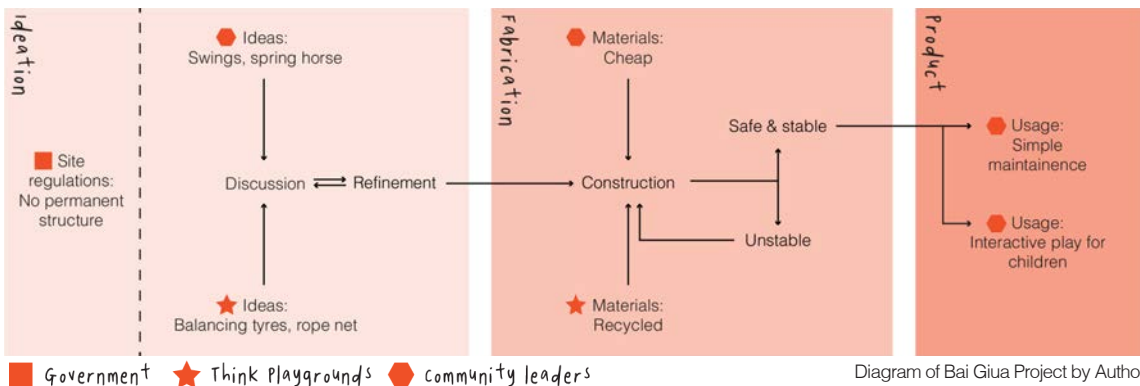 Ideation
Site
regulations:
No permanent
structure
Ideas:
Swings, spring horse
Discussion
Refinement
Ideas:
Balancing tyres, rope net
Fabrication
Materials:
Cheap
Construction
Safe & stable
Unstable
Materials:
Recycled
Product
Usage:
Simple
maintainence
Usage:
Interactive play for
children
Government
Think Playgrounds
Community leaders
Diagram of Bai Giua Project by Autho